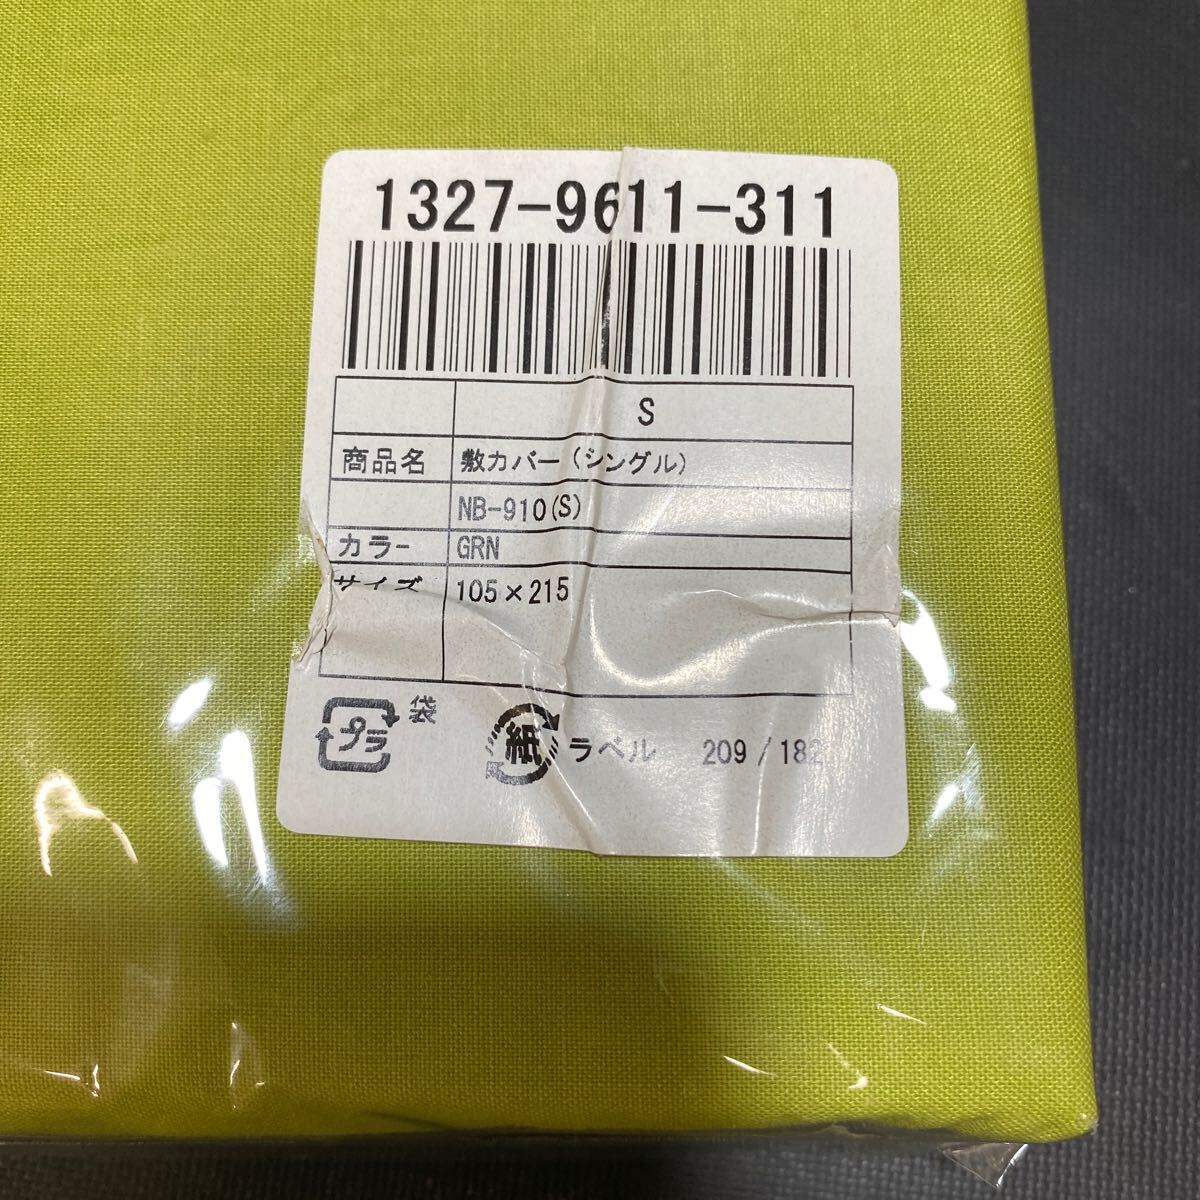 1327-9611-311
S
商品名 敷カバー(シングル)
NB-910(S)
カラー GRN
サイズ 105×215
プラ 袋 紙 ラベル 209/182